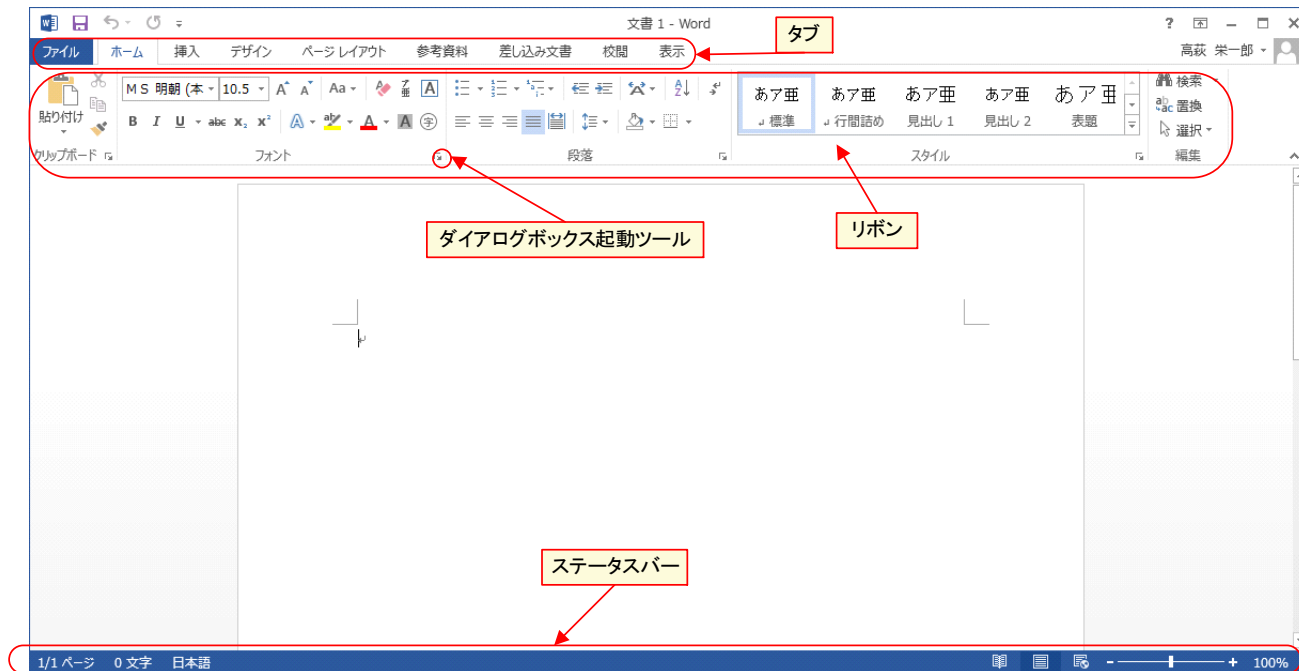 文書 1 - Word
?
タブ
ファイル ホーム 挿入 デザイン ページ レイアウト 参考資料 差し込み文書 校閲 表示
高萩 栄一郎
貼り付け
ＭＳ 明朝 (本 10.5 A A Aa ア亜 A
B I U abc x₂ x² A aby A A 字
あア亜 あア亜 あア亜 あア亜 あア亜
標準 行間詰め 見出し 1 見出し 2 表題
検索
置換
選択
クリップボード フォント 段落 スタイル 編集
ダイアログボックス起動ツール
リボン
ステータスバー
1/1 ページ 0 文字 日本語
- + 100%